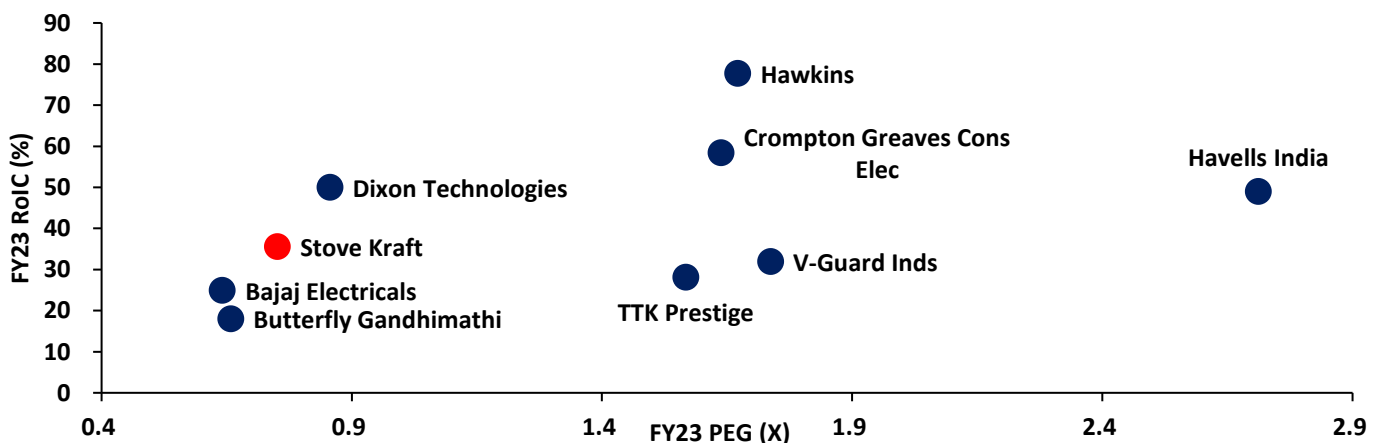 FY23 RoIC (%)
90
80
70
60
50
40
30
20
10
0
Hawkins
Crompton Greaves Cons
Elec
Havells India
Dixon Technologies
Stove Kraft
V-Guard Inds
Bajaj Electricals
TTK Prestige
Butterfly Gandhimathi
0.4
0.9
1.4
1.9
2.4
2.9
FY23 PEG (X)